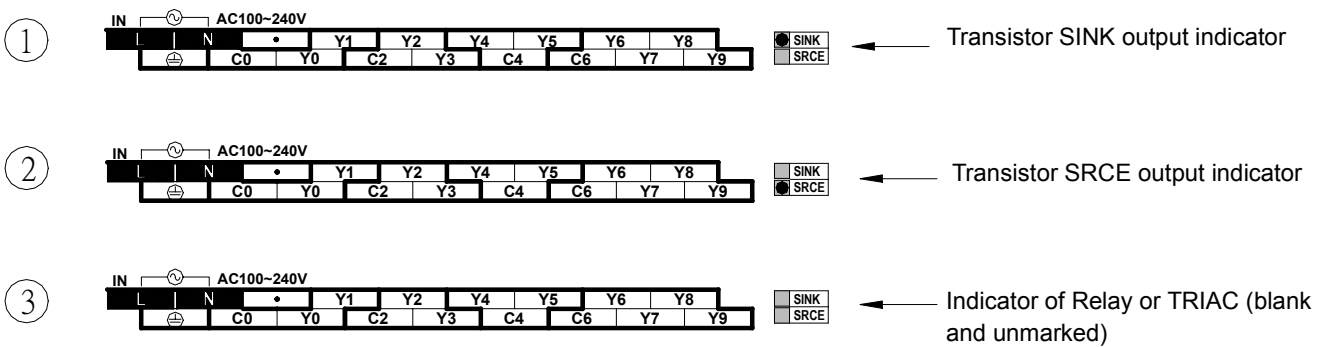 ① IN AC100~240V
L N • Y1 Y2 Y4 Y5 Y6 Y8 SINK
C0 Y0 C2 Y3 C4 C6 Y7 Y9 SRCE
Transistor SINK output indicator
② IN AC100~240V
L N • Y1 Y2 Y4 Y5 Y6 Y8 SINK
C0 Y0 C2 Y3 C4 C6 Y7 Y9 SRCE
Transistor SRCE output indicator
③ IN AC100~240V
L N • Y1 Y2 Y4 Y5 Y6 Y8 SINK
C0 Y0 C2 Y3 C4 C6 Y7 Y9 SRCE
Indicator of Relay or TRIAC (blank
and unmarked)